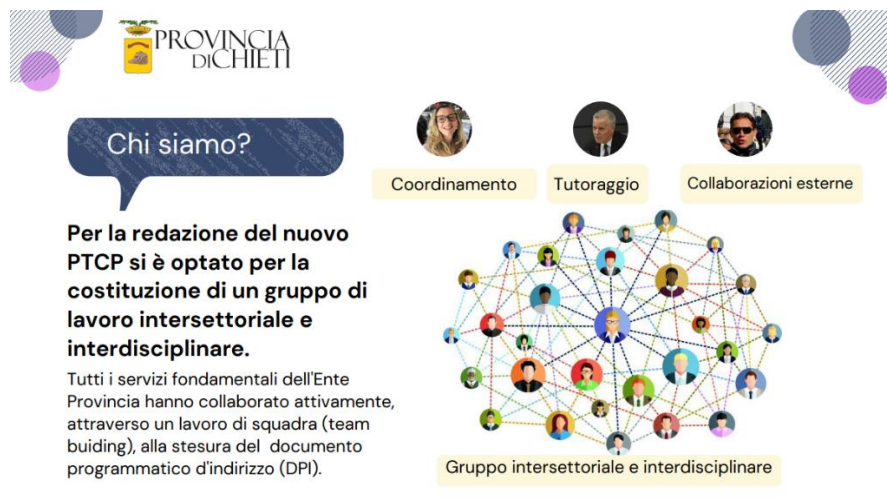 PROVINCIA
DI CHIETI
Chi siamo?
Coordinamento
Tutoraggio
Collaborazioni esterne
Per la redazione del nuovo
PTCP si è optato per la
costituzione di un gruppo di
lavoro intersettoriale e
interdisciplinare.
Tutti i servizi fondamentali dell'Ente
Provincia hanno collaborato attivamente,
attraverso un lavoro di squadra (team
buiding), alla stesura del documento
programmatico d'indirizzo (DPI).
Gruppo intersettoriale e interdisciplinare